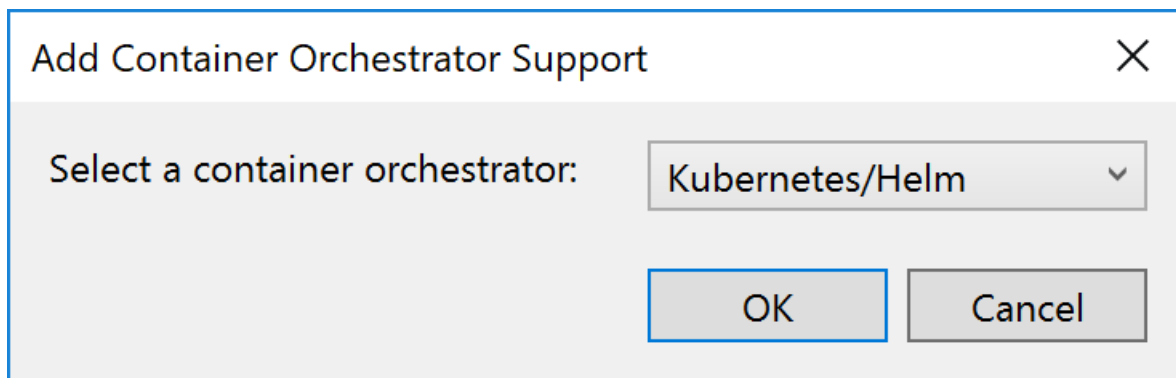 Add Container Orchestrator Support
Select a container orchestrator: Kubernetes/Helm
OK Cancel